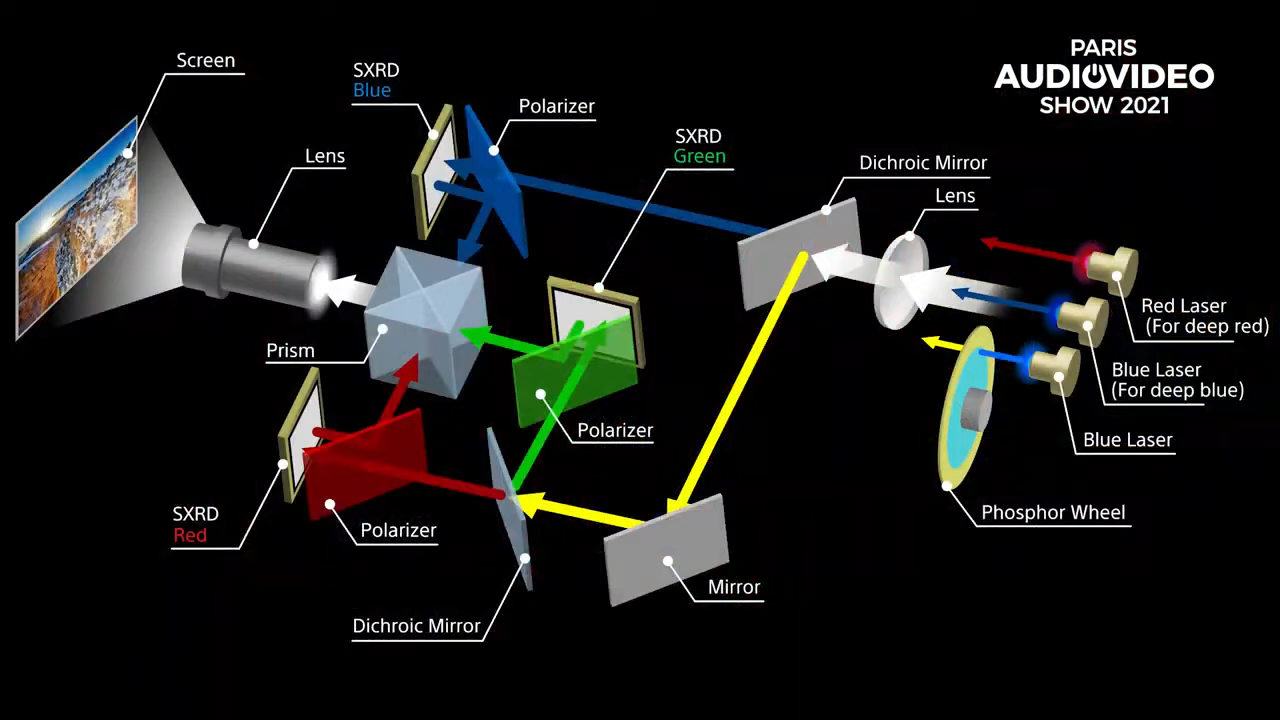 PARIS
AUDIOVIDEO
SHOW 2021
Screen
SXRD
Blue
Polarizer
SXRD
Green
Lens
Dichroic Mirror
Lens
Red Laser
(For deep red)
Prism
Blue Laser
(For deep blue)
Polarizer
Blue Laser
SXRD
Red
Polarizer
Phosphor Wheel
Mirror
Dichroic Mirror